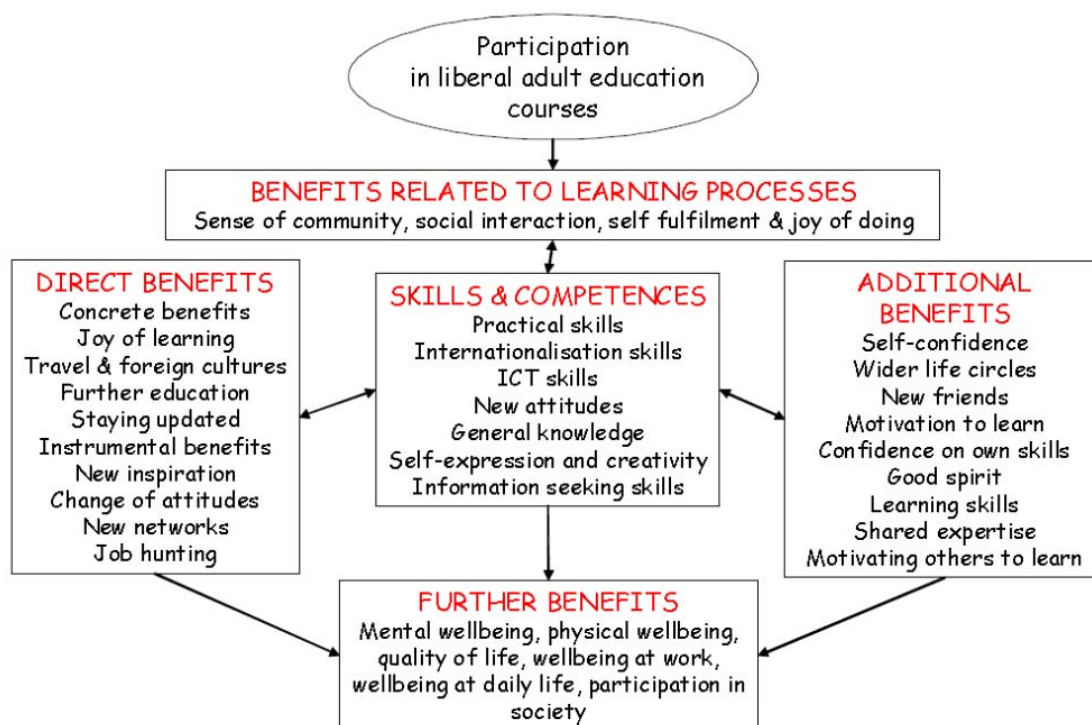 Participation
in liberal adult education
courses
BENEFITS RELATED TO LEARNING PROCESSES
Sense of community, social interaction, self fulfilment & joy of doing
DIRECT BENEFITS
Concrete benefits
Joy of learning
Travel & foreign cultures
Further education
Staying updated
Instrumental benefits
New inspiration
Change of attitudes
New networks
Job hunting
SKILLS & COMPETENCES
Practical skills
Internationalisation skills
ICT skills
New attitudes
General knowledge
Self-expression and creativity
Information seeking skills
ADDITIONAL
BENEFITS
Self-confidence
Wider life circles
New friends
Motivation to learn
Confidence on own skills
Good spirit
Learning skills
Shared expertise
Motivating others to learn
FURTHER BENEFITS
Mental wellbeing, physical wellbeing,
quality of life, wellbeing at work,
wellbeing at daily life, participation in
society